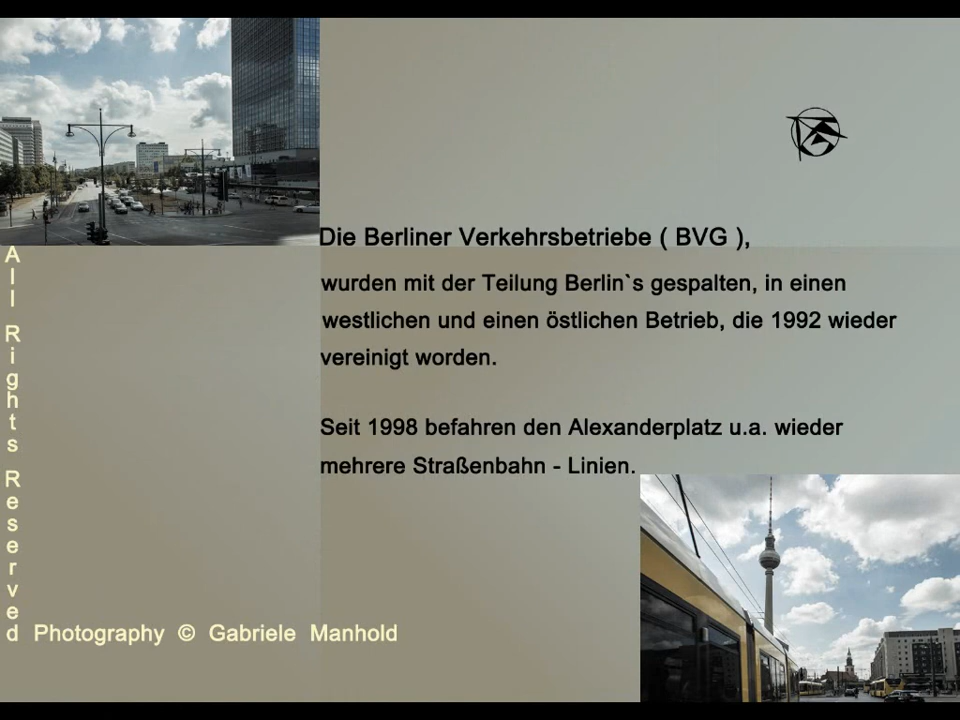 Die Berliner Verkehrsbetriebe ( BVG ),
wurden mit der Teilung Berlin`s gespalten, in einen
westlichen und einen östlichen Betrieb, die 1992 wieder
vereinigt worden.
Seit 1998 befahren den Alexanderplatz u.a. wieder
mehrere Straßenbahn - Linien.
All Rights Reserved
Photography © Gabriele Manhold